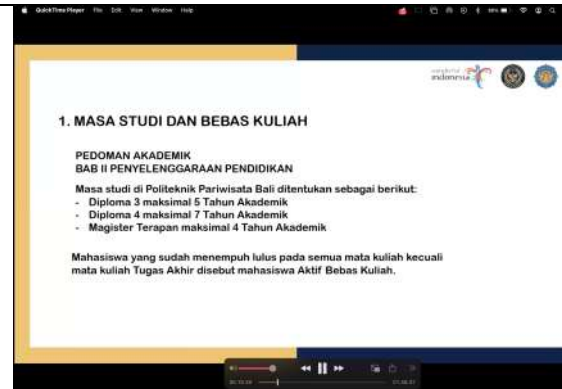 QuickTime Player File Edit View Window Help
wonderful
indonesia
1. MASA STUDI DAN BEBAS KULIAH
PEDOMAN AKADEMIK
BAB II PENYELENGGARAAN PENDIDIKAN
Masa studi di Politeknik Pariwisata Bali ditentukan sebagai berikut:
- Diploma 3 maksimal 5 Tahun Akademik
- Diploma 4 maksimal 7 Tahun Akademik
- Magister Terapan maksimal 4 Tahun Akademik
Mahasiswa yang sudah menempuh lulus pada semua mata kuliah kecuali
mata kuliah Tugas Akhir disebut mahasiswa Aktif Bebas Kuliah.